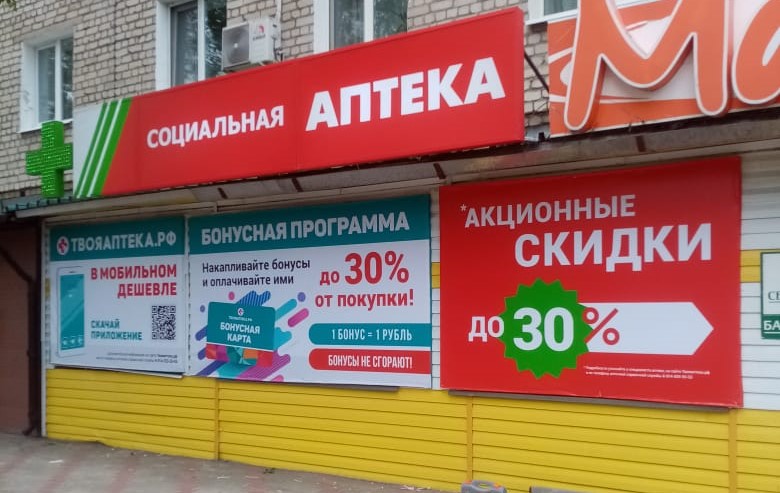 СОЦИАЛЬНАЯ АПТЕКА
Ма
ТВОЯАПТЕКА.РФ
В МОБИЛЬНОМ
ДЕШЕВЛЕ
СКАЧАЙ
ПРИЛОЖЕНИЕ
БОНУСНАЯ ПРОГРАММА
Накапливайте бонусы
и оплачивайте ими
до 30%
от покупки!
БОНУСНАЯ
КАРТА
1 БОНУС = 1 РУБЛЬ
БОНУСЫ НЕ СГОРАЮТ!
*АКЦИОННЫЕ
СКИДКИ
ДО 30%